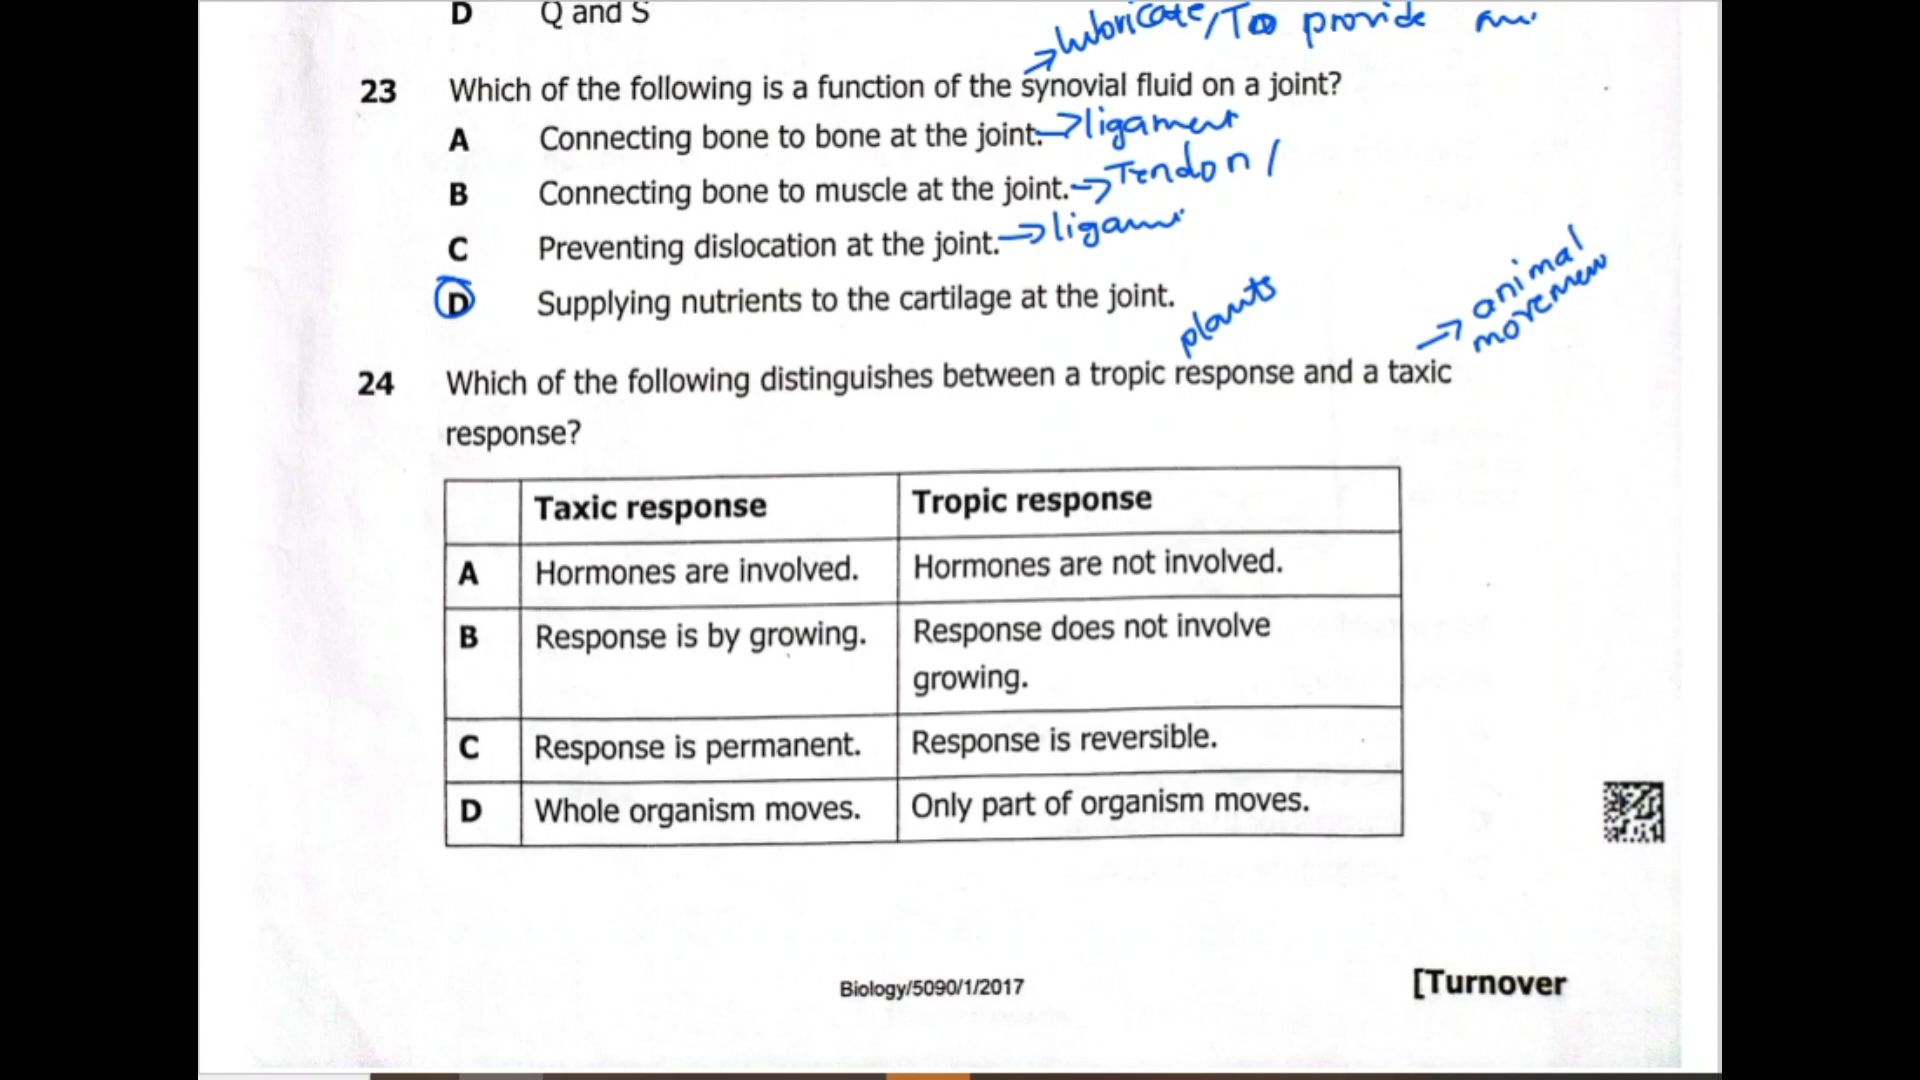 D Q and S
lubricate/To provide
23 Which of the following is a function of the synovial fluid on a joint?
A Connecting bone to bone at the joint. → ligament
B Connecting bone to muscle at the joint. → Tendon /
C Preventing dislocation at the joint. →
D Supplying nutrients to the cartilage at the joint.
plants
→ animal
24 Which of the following distinguishes between a tropic response and a taxic
response?
Taxic response Tropic response
A Hormones are involved. Hormones are not involved.
B Response is by growing. Response does not involve
growing.
C Response is permanent. Response is reversible.
D Whole organism moves. Only part of organism moves.
Biology/5090/1/2017
[Turnover